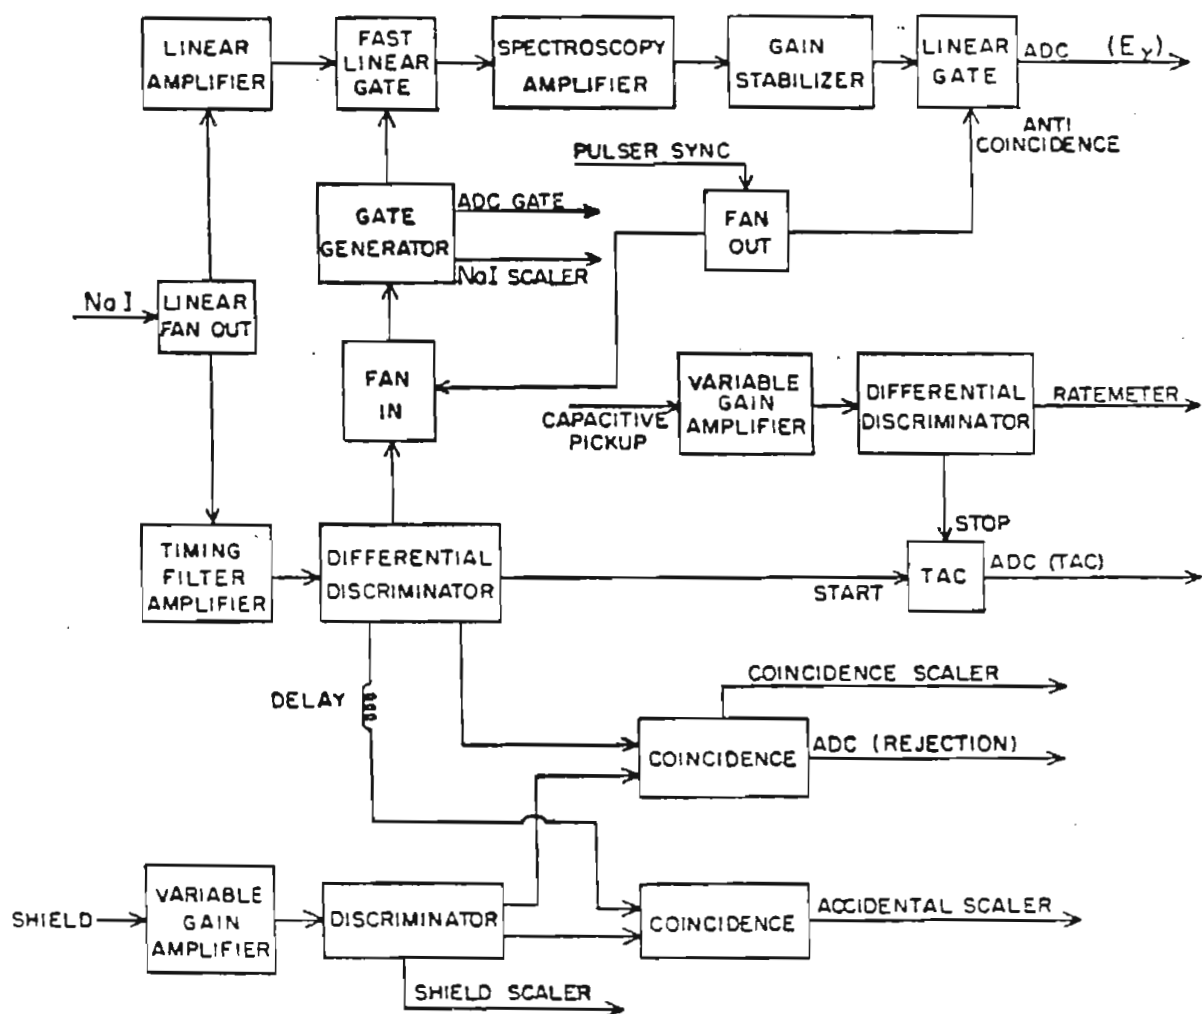 LINEAR
AMPLIFIER
FAST
LINEAR
GATE
SPECTROSCOPY
AMPLIFIER
GAIN
STABILIZER
LINEAR
GATE
ADC (Eγ)
ANTI
COINCIDENCE
PULSER SYNC
GATE
GENERATOR
ADC GATE
NaI SCALER
FAN
OUT
NaI
LINEAR
FAN OUT
FAN
IN
CAPACITIVE
PICKUP
VARIABLE
GAIN
AMPLIFIER
DIFFERENTIAL
DISCRIMINATOR
RATEMETER
STOP
TIMING
FILTER
AMPLIFIER
DIFFERENTIAL
DISCRIMINATOR
START
TAC
ADC (TAC)
DELAY
COINCIDENCE SCALER
COINCIDENCE
ADC (REJECTION)
SHIELD
VARIABLE
GAIN
AMPLIFIER
DISCRIMINATOR
COINCIDENCE
ACCIDENTAL SCALER
SHIELD SCALER